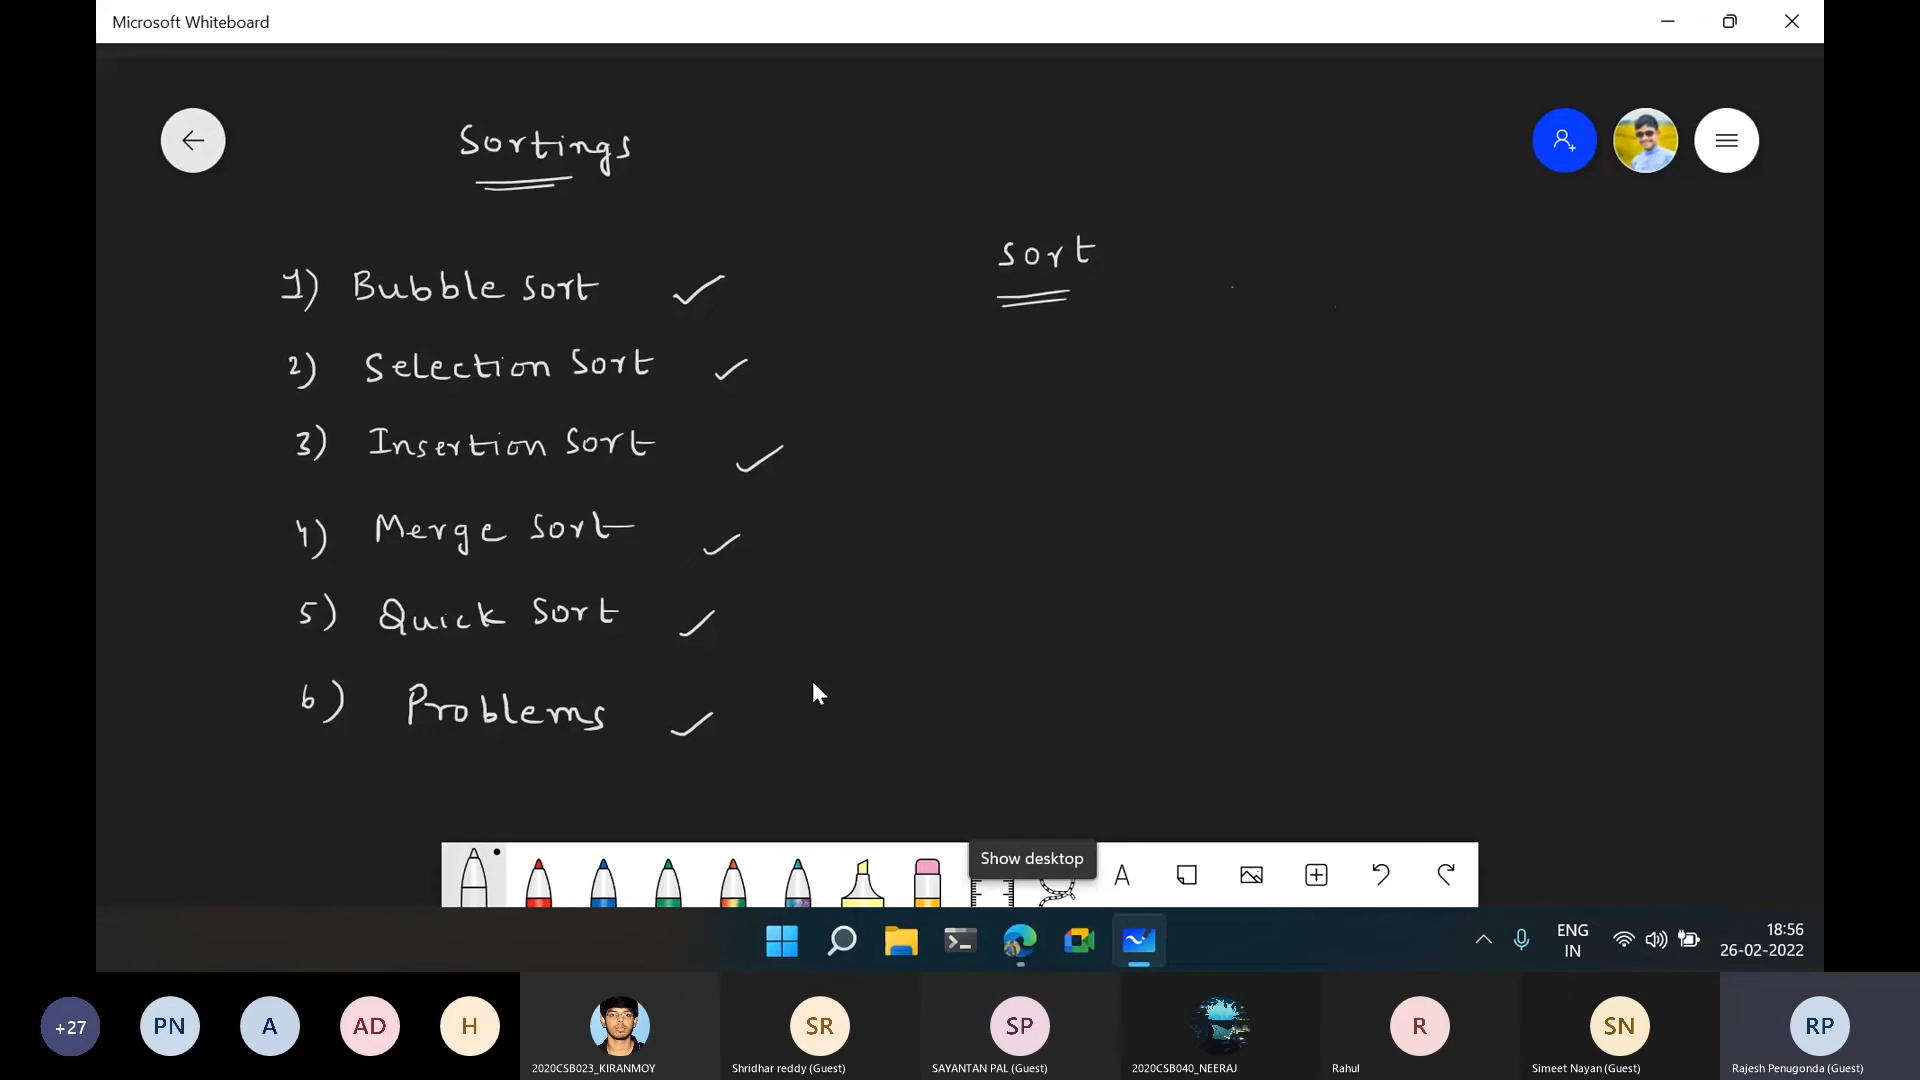 Microsoft Whiteboard
Sortings
sort
1) Bubble sort
2) Selection sort
3) Insertion sort
4) Merge sort
5) Quick sort
6) Problems
Show desktop
A
ENG
IN
18:56
26-02-2022
+27
PN
A
AD
H
SR
SP
R
SN
RP
2020CSB023_KIRANMOY
Shridhar reddy (Guest)
SAYANTAN PAL (Guest)
2020CSB040_NEERAJ
Rahul
Simeet Nayan (Guest)
Rajesh Penugonda (Guest)